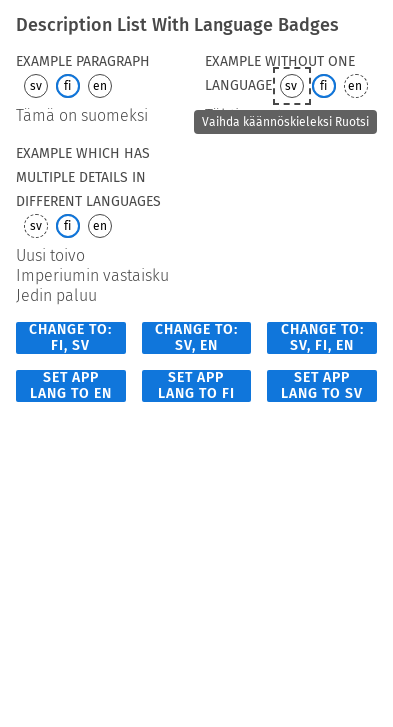 Description List With Language Badges
EXAMPLE PARAGRAPH
sv fi en
Tämä on suomeksi
EXAMPLE WITHOUT ONE
LANGUAGE sv fi en
Vaihda käännöskieleksi Ruotsi
EXAMPLE WHICH HAS
MULTIPLE DETAILS IN
DIFFERENT LANGUAGES
sv fi en
Uusi toivo
Imperiumin vastaisku
Jedin paluu
CHANGE TO:
FI, SV
CHANGE TO:
SV, EN
CHANGE TO:
SV, FI, EN
SET APP
LANG TO EN
SET APP
LANG TO FI
SET APP
LANG TO SV